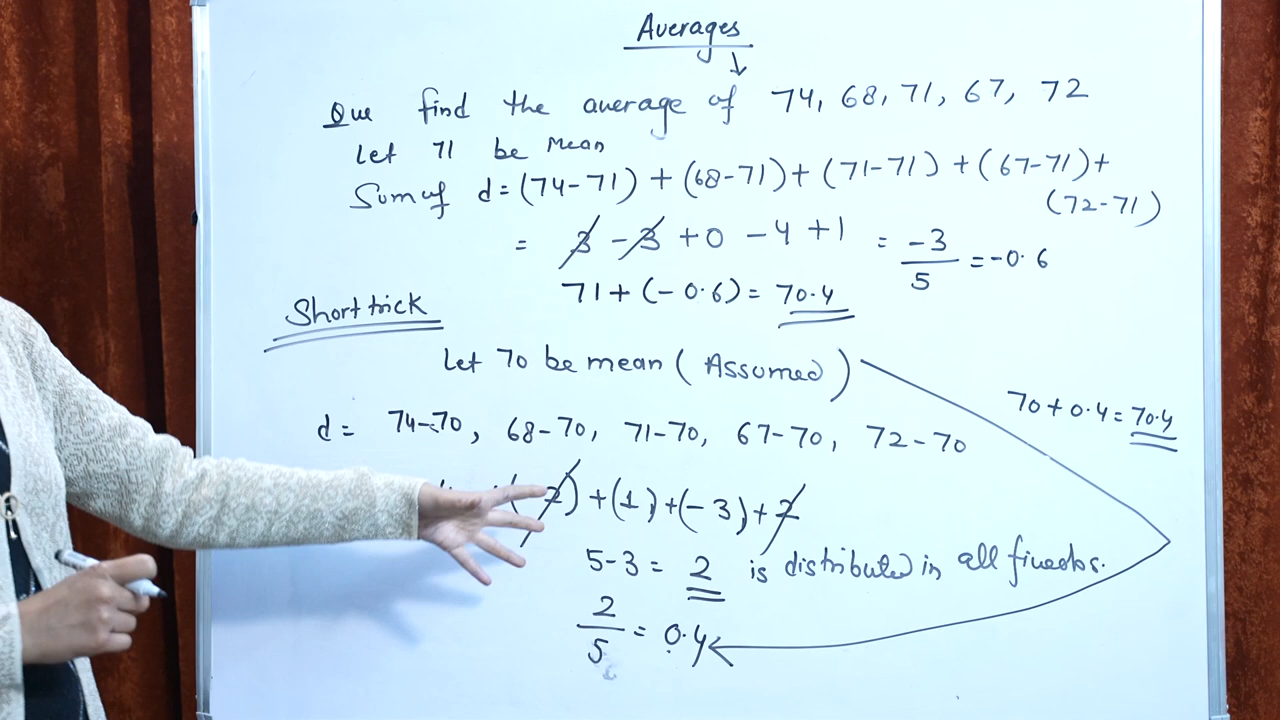 Averages
↓
Que find the average of 74, 68, 71, 67, 72
Let 71 be Mean
Sum of d = (74-71) + (68-71) + (71-71) + (67-71) +
(72-71)
= 3 - 3 + 0 - 4 + 1 = -3/5 = -0.6
71 + (-0.6) = 70.4
Short trick
Let 70 be mean (Assumed)
70 + 0.4 = 70.4
d = 74-70, 68-70, 71-70, 67-70, 72-70
2) + (1) + (-3) + 2
5-3 = 2 is distributed in all five obs.
2/5 = 0.4